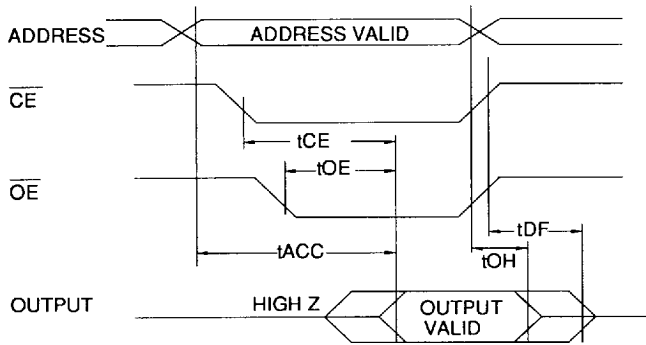 ADDRESS
ADDRESS VALID
CE
tCE
tOE
OE
tDF
tACC
tOH
OUTPUT
HIGH Z
OUTPUT
VALID